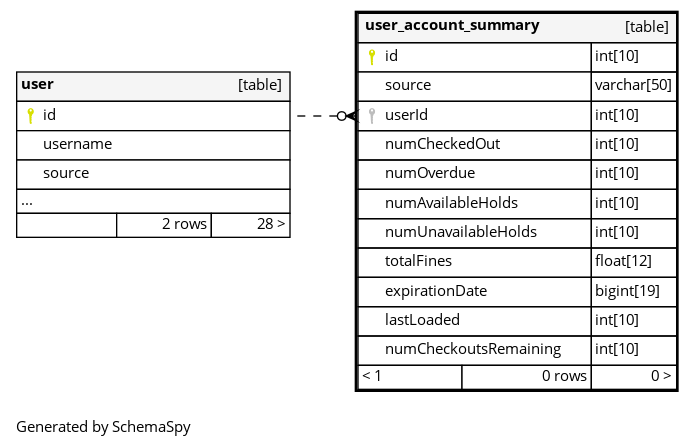 user [table]
id
username
source
...
2 rows 28 >
user_account_summary [table]
id int[10]
source varchar[50]
userId int[10]
numCheckedOut int[10]
numOverdue int[10]
numAvailableHolds int[10]
numUnavailableHolds int[10]
totalFines float[12]
expirationDate bigint[19]
lastLoaded int[10]
numCheckoutsRemaining int[10]
< 1 0 rows 0 >
Generated by SchemaSpy